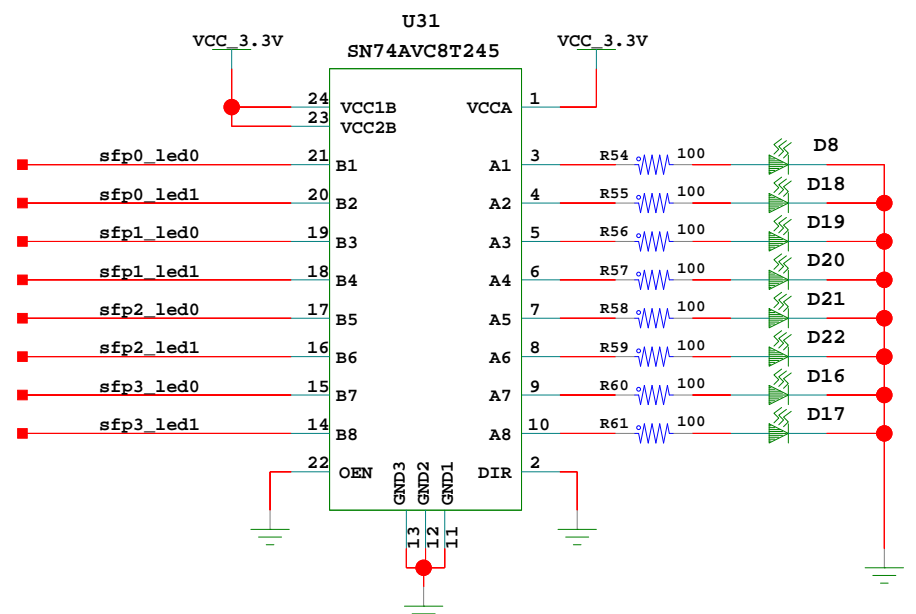 U31
SN74AVC8T245
VCC_3.3V
VCC_3.3V
24 VCC1B VCCA 1
23 VCC2B
sfp0_led0 21 B1 A1 3 R54 100 D8
sfp0_led1 20 B2 A2 4 R55 100 D18
sfp1_led0 19 B3 A3 5 R56 100 D19
sfp1_led1 18 B4 A4 6 R57 100 D20
sfp2_led0 17 B5 A5 7 R58 100 D21
sfp2_led1 16 B6 A6 8 R59 100 D22
sfp3_led0 15 B7 A7 9 R60 100 D16
sfp3_led1 14 B8 A8 10 R61 100 D17
22 OEN DIR 2
GND3 GND2 GND1
13 12 11